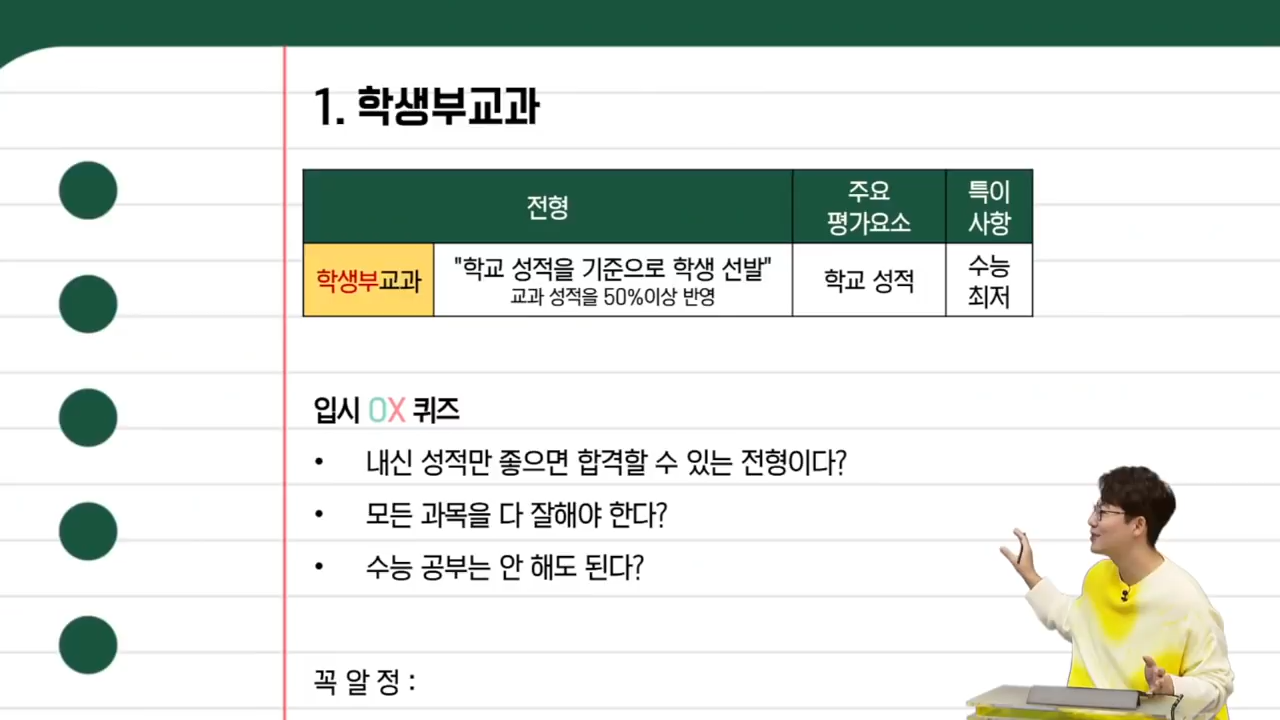 1. 학생부교과
전형
주요
평가요소
특이
사항
학생부교과
"학교 성적을 기준으로 학생 선발"
교과 성적을 50%이상 반영
학교 성적
수능
최저
입시 OX 퀴즈
• 내신 성적만 좋으면 합격할 수 있는 전형이다?
• 모든 과목을 다 잘해야 한다?
• 수능 공부는 안 해도 된다?
꼭 알 정 :